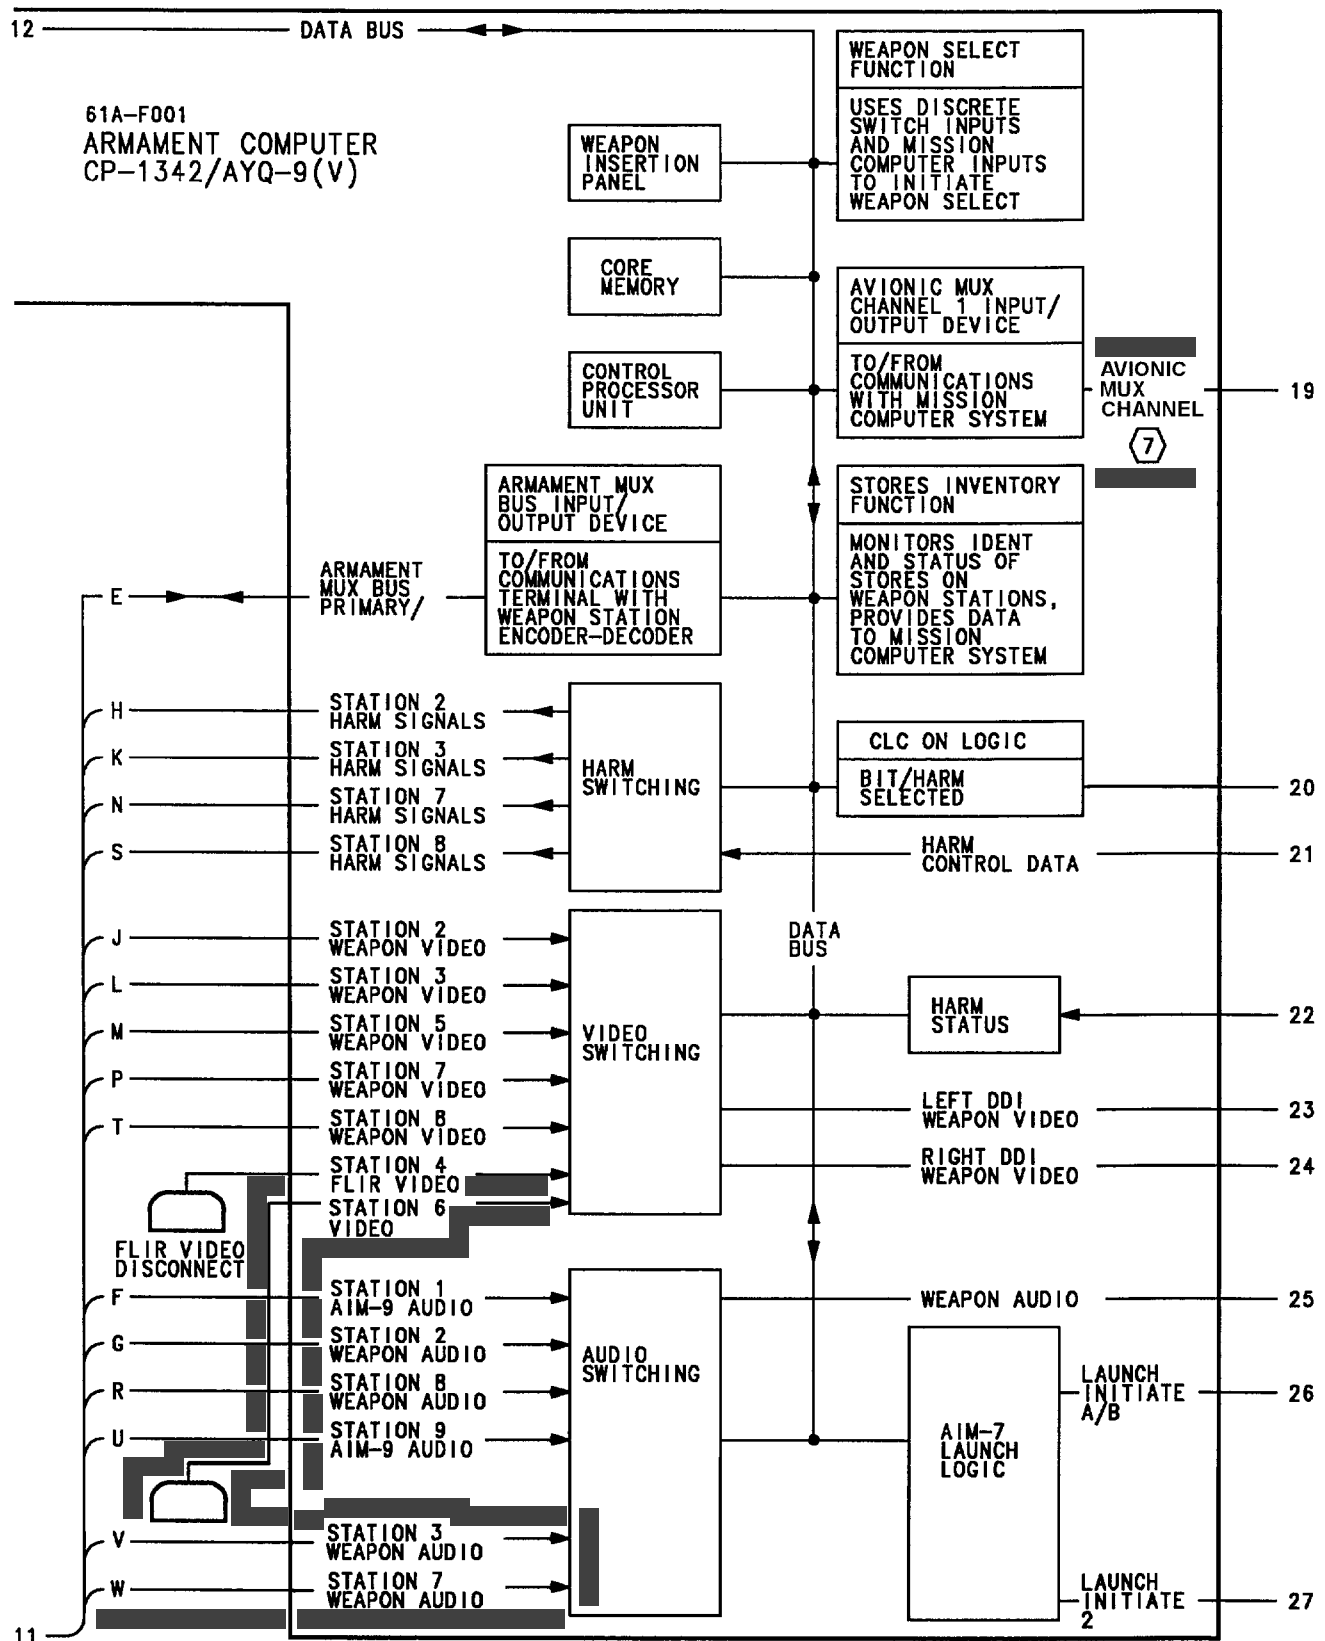 12
DATA BUS
61A-F001
ARMAMENT COMPUTER
CP-1342/AYQ-9(V)
WEAPON
INSERTION
PANEL
WEAPON SELECT
FUNCTION
USES DISCRETE
SWITCH INPUTS
AND MISSION
COMPUTER INPUTS
TO INITIATE
WEAPON SELECT
CORE
MEMORY
AVIONIC MUX
CHANNEL 1 INPUT/
OUTPUT DEVICE
TO/FROM
COMMUNICATIONS
WITH MISSION
COMPUTER SYSTEM
CONTROL
PROCESSOR
UNIT
AVIONIC
MUX
CHANNEL
7
19
ARMAMENT MUX
BUS INPUT/
OUTPUT DEVICE
TO/FROM
COMMUNICATIONS
TERMINAL WITH
WEAPON STATION
ENCODER-DECODER
STORES INVENTORY
FUNCTION
MONITORS IDENT
AND STATUS OF
STORES ON
WEAPON STATIONS,
PROVIDES DATA
TO MISSION
COMPUTER SYSTEM
E
ARMAMENT
MUX BUS
PRIMARY/
H
STATION 2
HARM SIGNALS
K
STATION 3
HARM SIGNALS
N
STATION 7
HARM SIGNALS
S
STATION 8
HARM SIGNALS
HARM
SWITCHING
CLC ON LOGIC
BIT/HARM
SELECTED
20
HARM
CONTROL DATA
21
J
STATION 2
WEAPON VIDEO
L
STATION 3
WEAPON VIDEO
M
STATION 5
WEAPON VIDEO
P
STATION 7
WEAPON VIDEO
T
STATION 8
WEAPON VIDEO
STATION 4
FLIR VIDEO
STATION 6
VIDEO
FLIR VIDEO
DISCONNECT
VIDEO
SWITCHING
DATA
BUS
HARM
STATUS
22
LEFT DDI
WEAPON VIDEO
23
RIGHT DDI
WEAPON VIDEO
24
F
STATION 1
AIM-9 AUDIO
G
STATION 2
WEAPON AUDIO
R
STATION 8
WEAPON AUDIO
U
STATION 9
AIM-9 AUDIO
V
STATION 3
WEAPON AUDIO
W
STATION 7
WEAPON AUDIO
AUDIO
SWITCHING
WEAPON AUDIO
25
AIM-7
LAUNCH
LOGIC
LAUNCH
INITIATE
A/B
26
LAUNCH
INITIATE
2
27
11